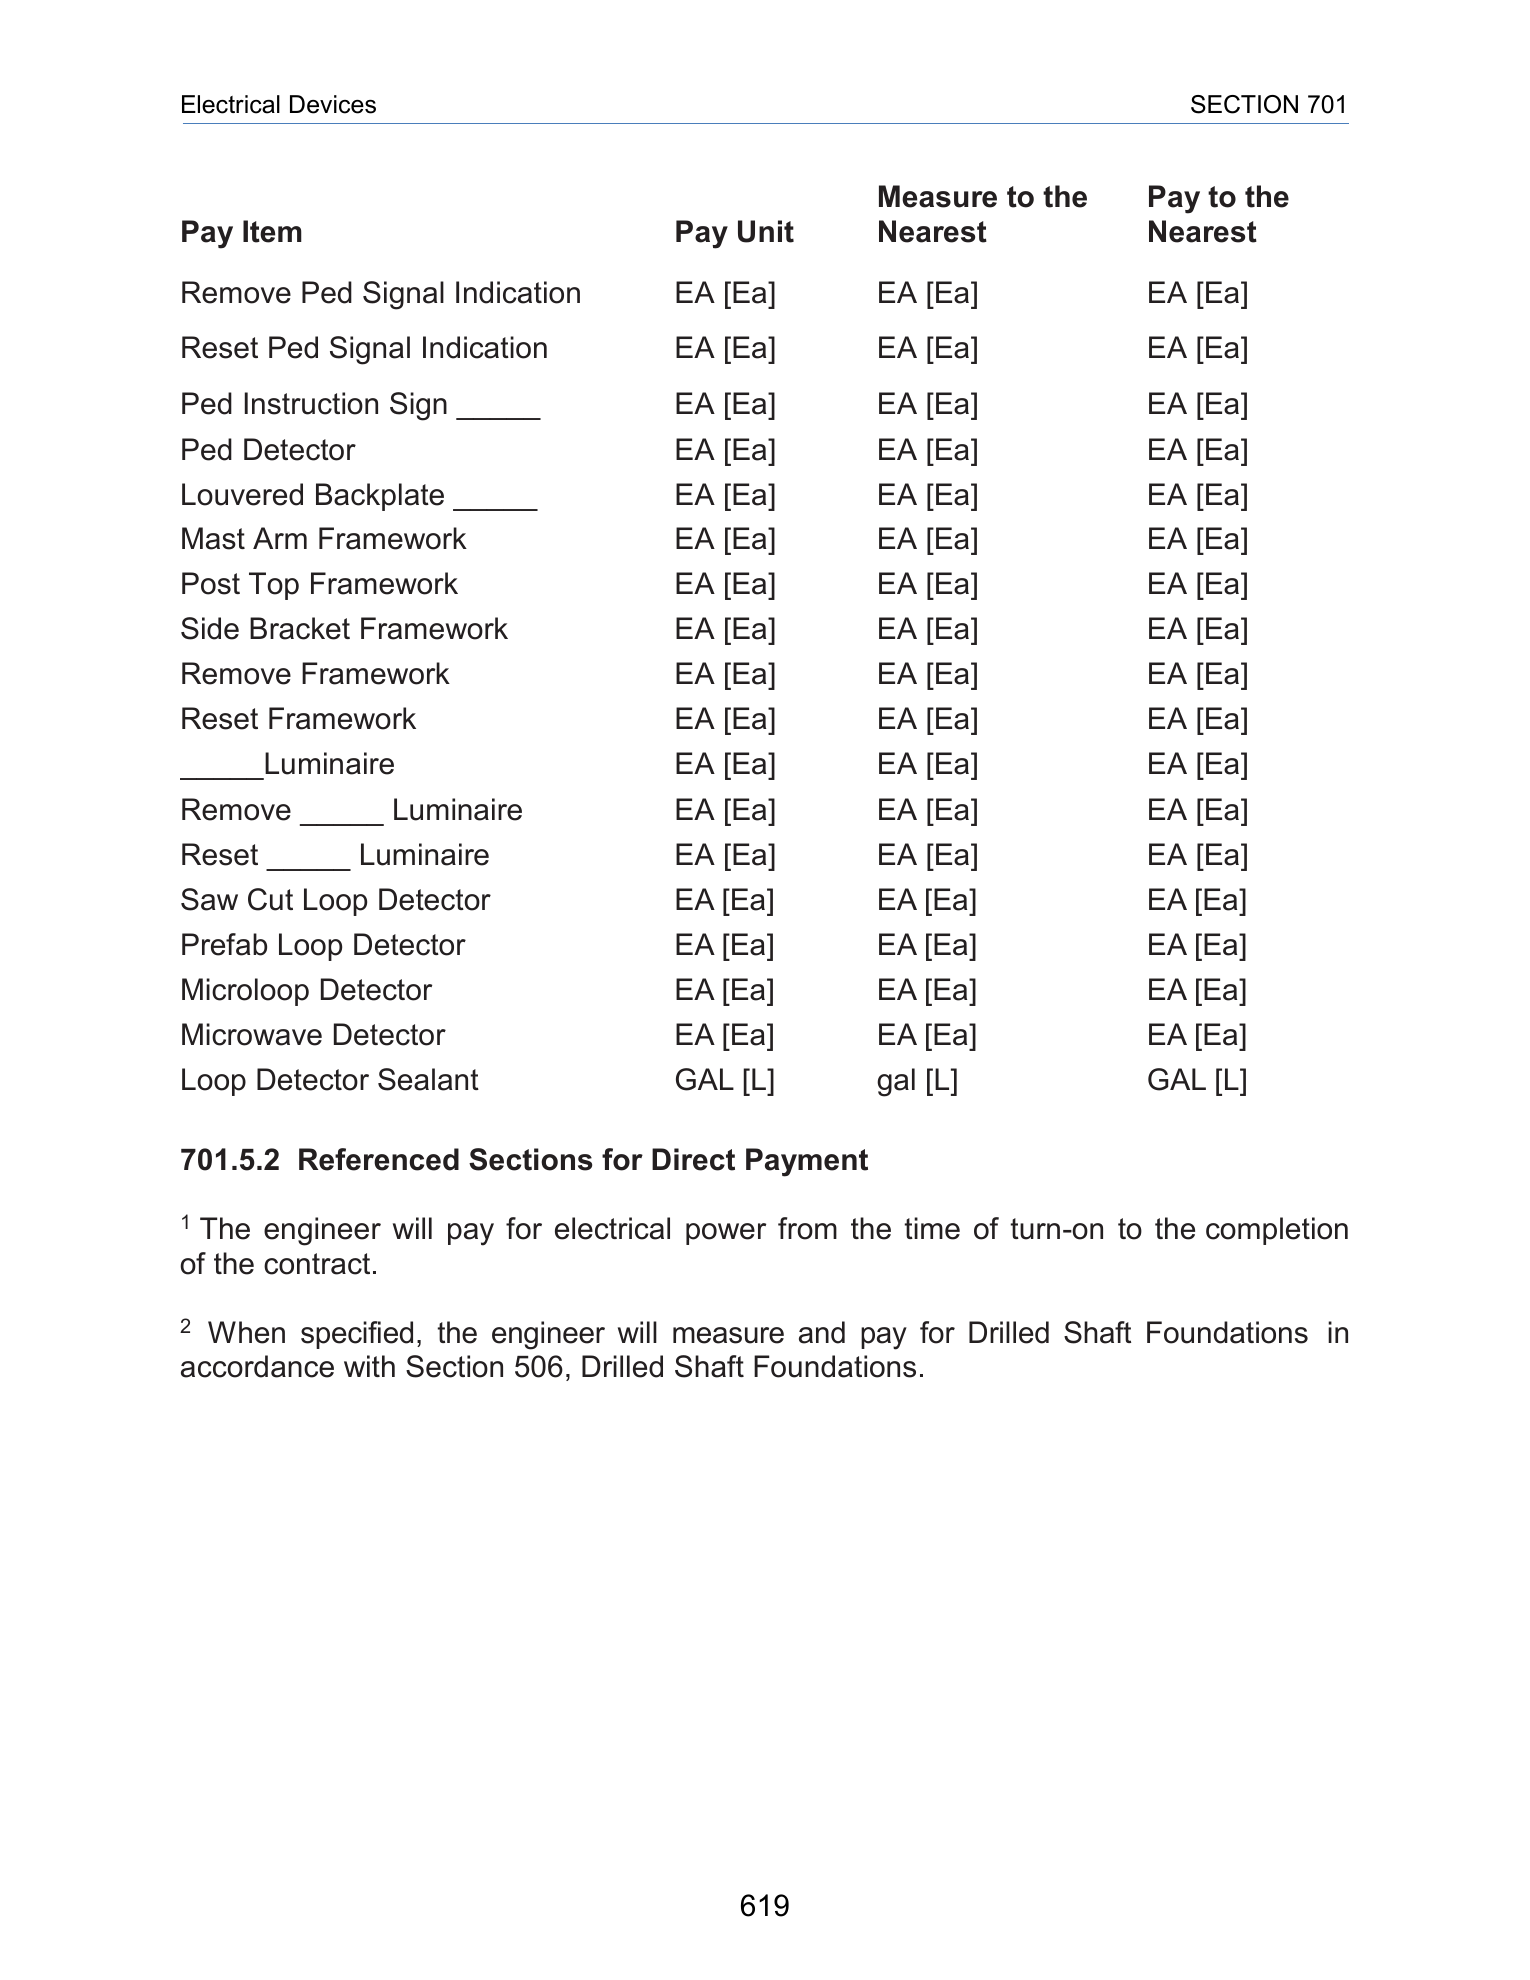 Electrical Devices SECTION 701
Measure to the Pay to the
Pay Item Pay Unit Nearest Nearest
Remove Ped Signal Indication EA [Ea] EA [Ea] EA [Ea]
Reset Ped Signal Indication EA [Ea] EA [Ea] EA [Ea]
Ped Instruction Sign _____ EA [Ea] EA [Ea] EA [Ea]
Ped Detector EA [Ea] EA [Ea] EA [Ea]
Louvered Backplate _____ EA [Ea] EA [Ea] EA [Ea]
Mast Arm Framework EA [Ea] EA [Ea] EA [Ea]
Post Top Framework EA [Ea] EA [Ea] EA [Ea]
Side Bracket Framework EA [Ea] EA [Ea] EA [Ea]
Remove Framework EA [Ea] EA [Ea] EA [Ea]
Reset Framework EA [Ea] EA [Ea] EA [Ea]
_____Luminaire EA [Ea] EA [Ea] EA [Ea]
Remove _____ Luminaire EA [Ea] EA [Ea] EA [Ea]
Reset _____ Luminaire EA [Ea] EA [Ea] EA [Ea]
Saw Cut Loop Detector EA [Ea] EA [Ea] EA [Ea]
Prefab Loop Detector EA [Ea] EA [Ea] EA [Ea]
Microloop Detector EA [Ea] EA [Ea] EA [Ea]
Microwave Detector EA [Ea] EA [Ea] EA [Ea]
Loop Detector Sealant GAL [L] gal [L] GAL [L]
701.5.2 Referenced Sections for Direct Payment
1 The engineer will pay for electrical power from the time of turn-on to the completion
of the contract.
2 When specified, the engineer will measure and pay for Drilled Shaft Foundations in
accordance with Section 506, Drilled Shaft Foundations.
619